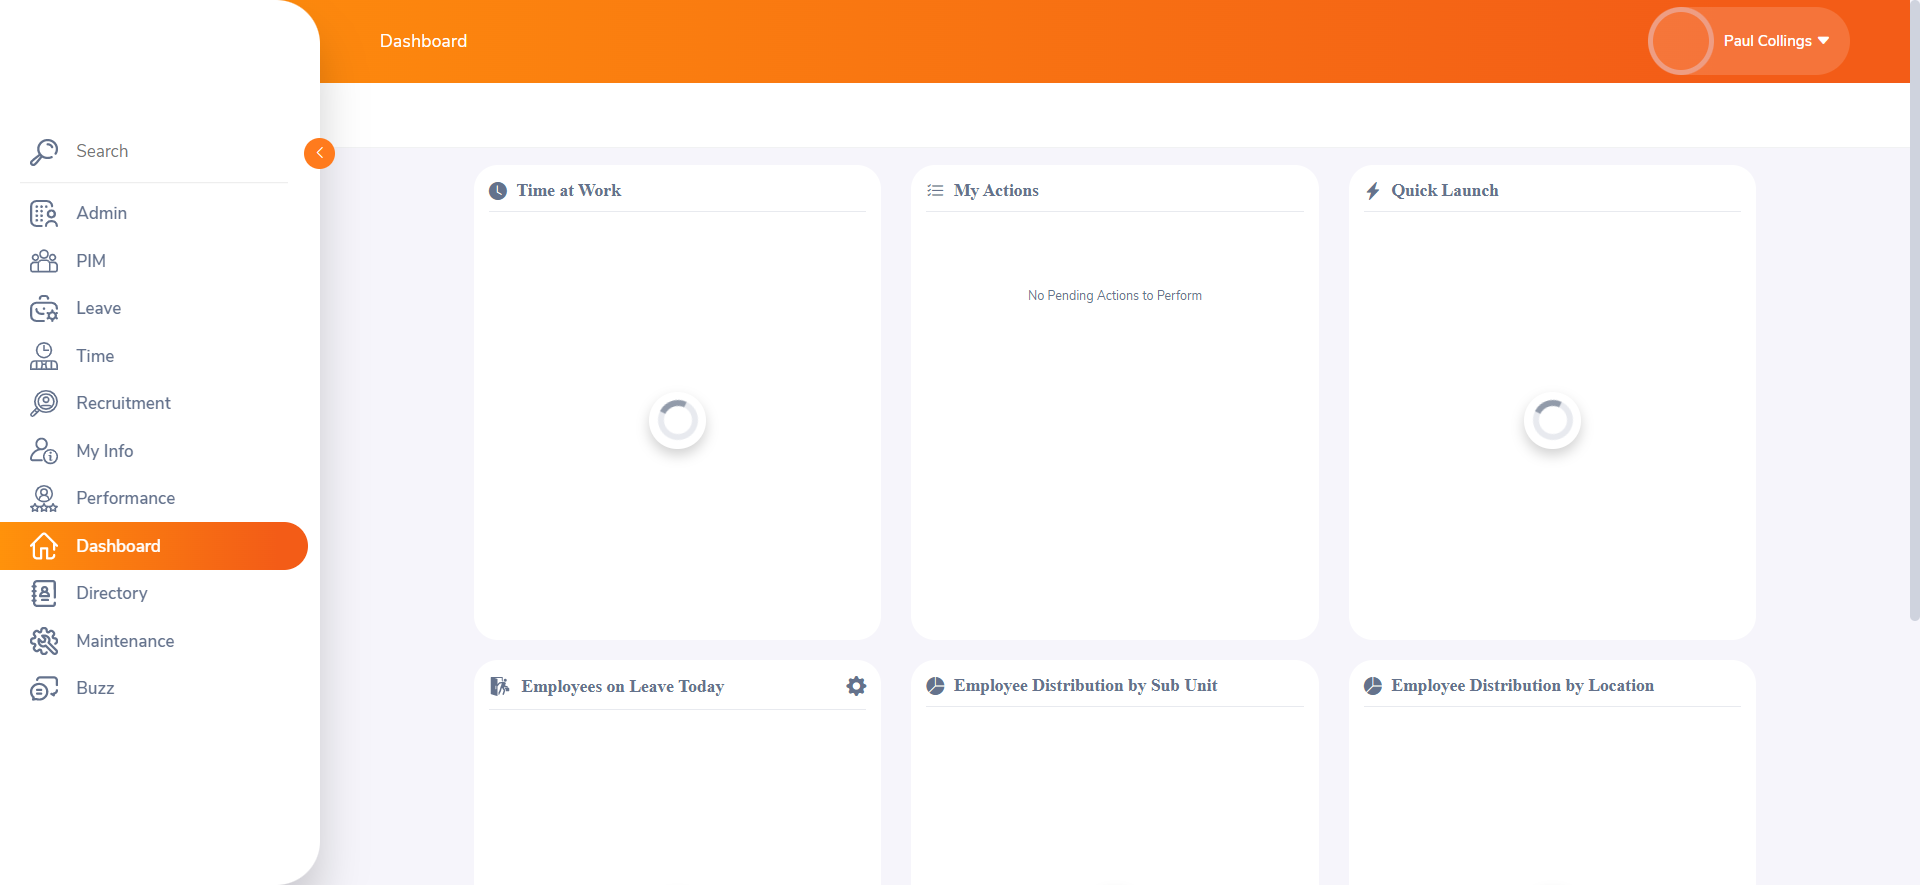 Dashboard
Paul Collings
Search
Admin
PIM
Leave
Time
Recruitment
My Info
Performance
Dashboard
Directory
Maintenance
Buzz
Time at Work
My Actions
No Pending Actions to Perform
Quick Launch
Employees on Leave Today
Employee Distribution by Sub Unit
Employee Distribution by Location